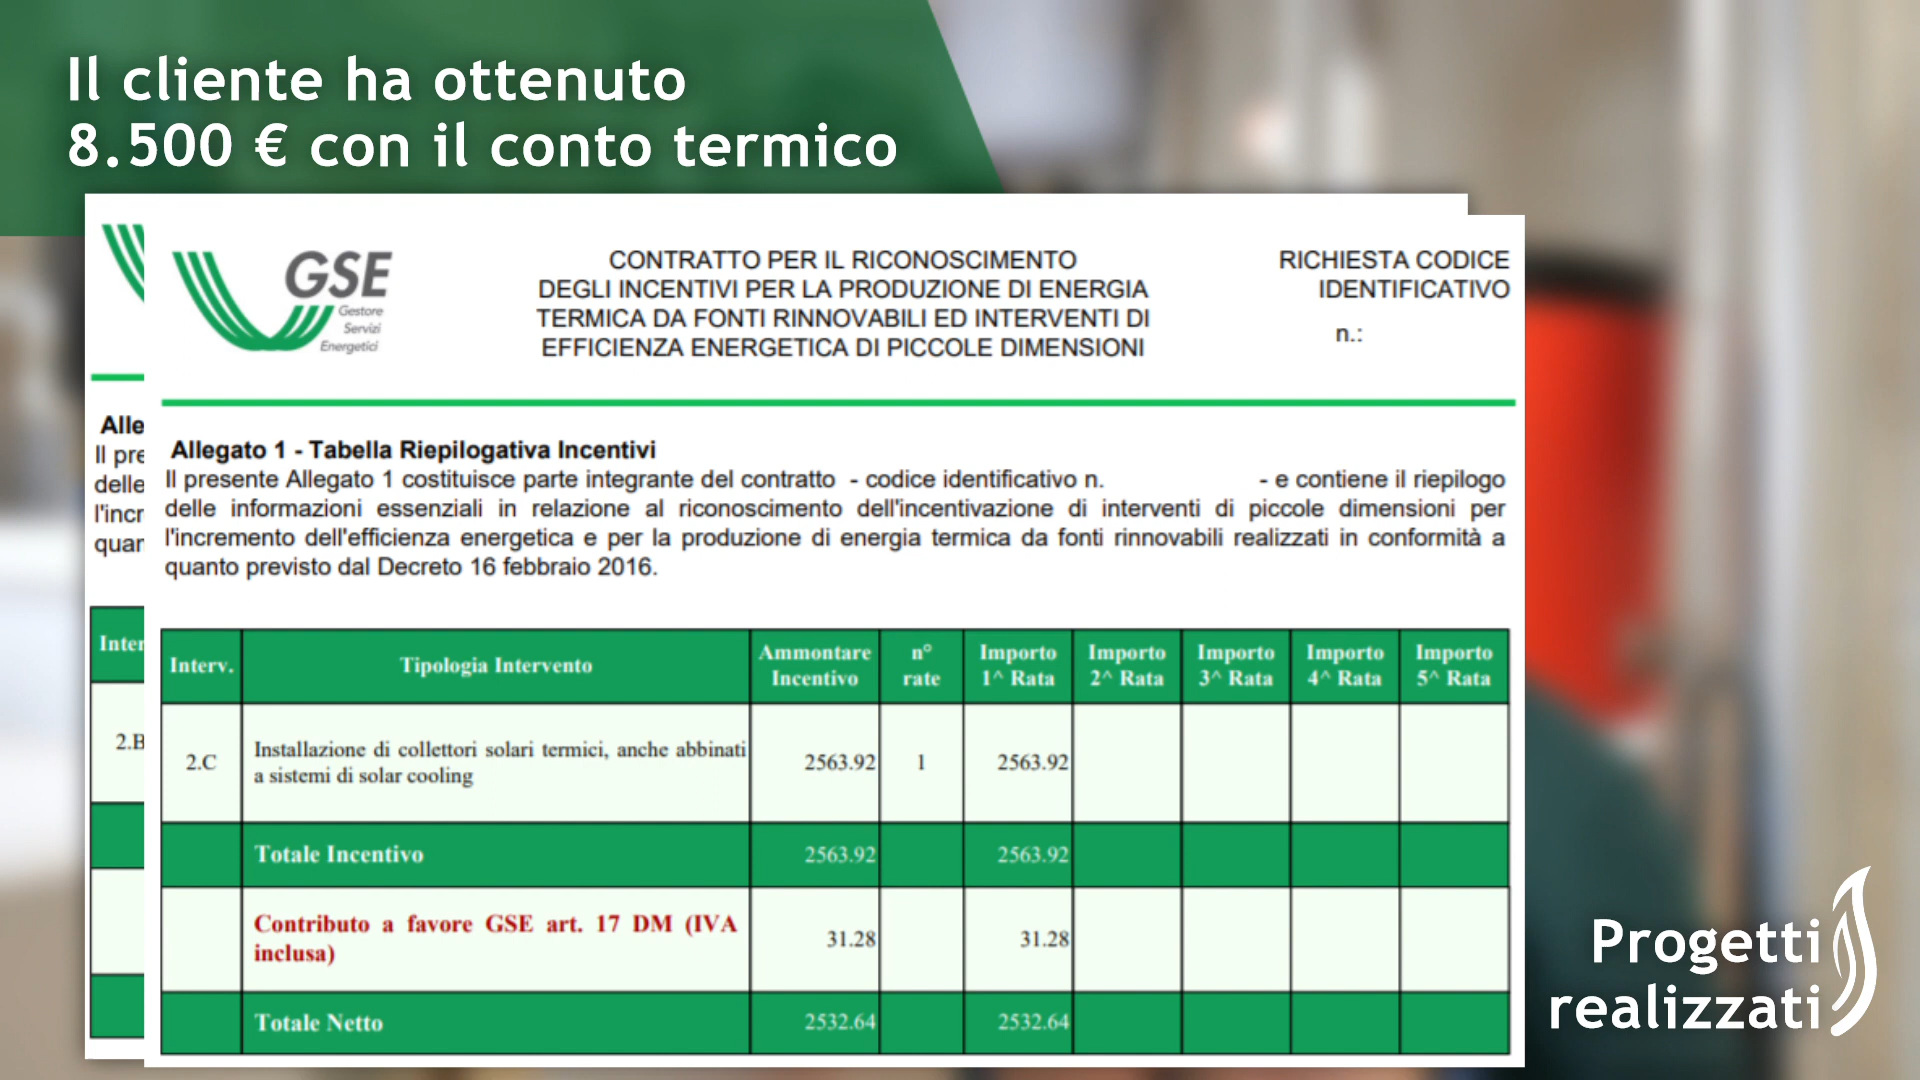 Il cliente ha ottenuto
8.500 € con il conto termico
GSE
Gestore
Servizi
Energetici
CONTRATTO PER IL RICONOSCIMENTO
DEGLI INCENTIVI PER LA PRODUZIONE DI ENERGIA
TERMICA DA FONTI RINNOVABILI ED INTERVENTI DI
EFFICIENZA ENERGETICA DI PICCOLE DIMENSIONI
RICHIESTA CODICE
IDENTIFICATIVO
n.:
Alle
Il pre
delle
l'incr
quan
Allegato 1 - Tabella Riepilogativa Incentivi
Il presente Allegato 1 costituisce parte integrante del contratto - codice identificativo n. - e contiene il riepilogo
delle informazioni essenziali in relazione al riconoscimento dell'incentivazione di interventi di piccole dimensioni per
l'incremento dell'efficienza energetica e per la produzione di energia termica da fonti rinnovabili realizzati in conformità a
quanto previsto dal Decreto 16 febbraio 2016.
Inter
2.B
Interv. Tipologia Intervento Ammontare Incentivo n° rate Importo 1^ Rata Importo 2^ Rata Importo 3^ Rata Importo 4^ Rata Importo 5^ Rata
2.C Installazione di collettori solari termici, anche abbinati
a sistemi di solar cooling 2563.92 1 2563.92
Totale Incentivo 2563.92 2563.92
Contributo a favore GSE art. 17 DM (IVA
inclusa) 31.28 31.28
Totale Netto 2532.64 2532.64
Progetti
realizzati